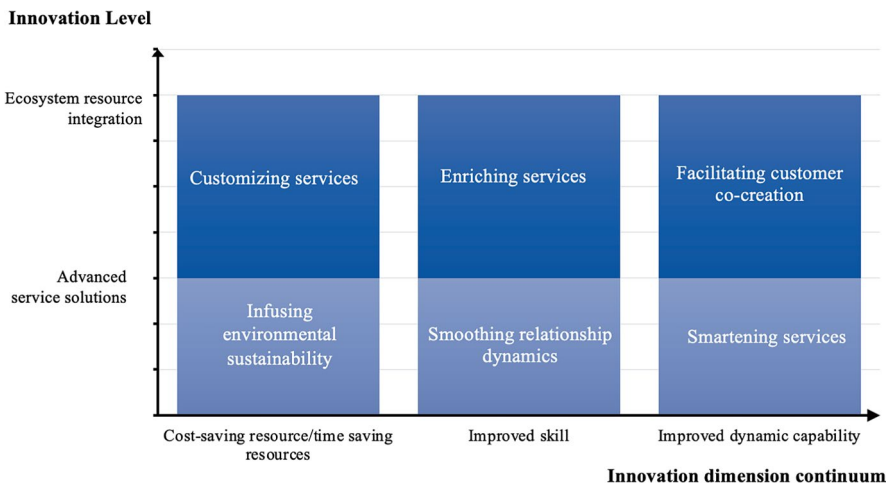 Innovation Level
Ecosystem resource
integration
Customizing services
Enriching services
Facilitating customer
co-creation
Advanced
service solutions
Infusing
environmental
sustainability
Smoothing relationship
dynamics
Smartening services
Cost-saving resource/time saving
resources
Improved skill
Improved dynamic capability
Innovation dimension continuum